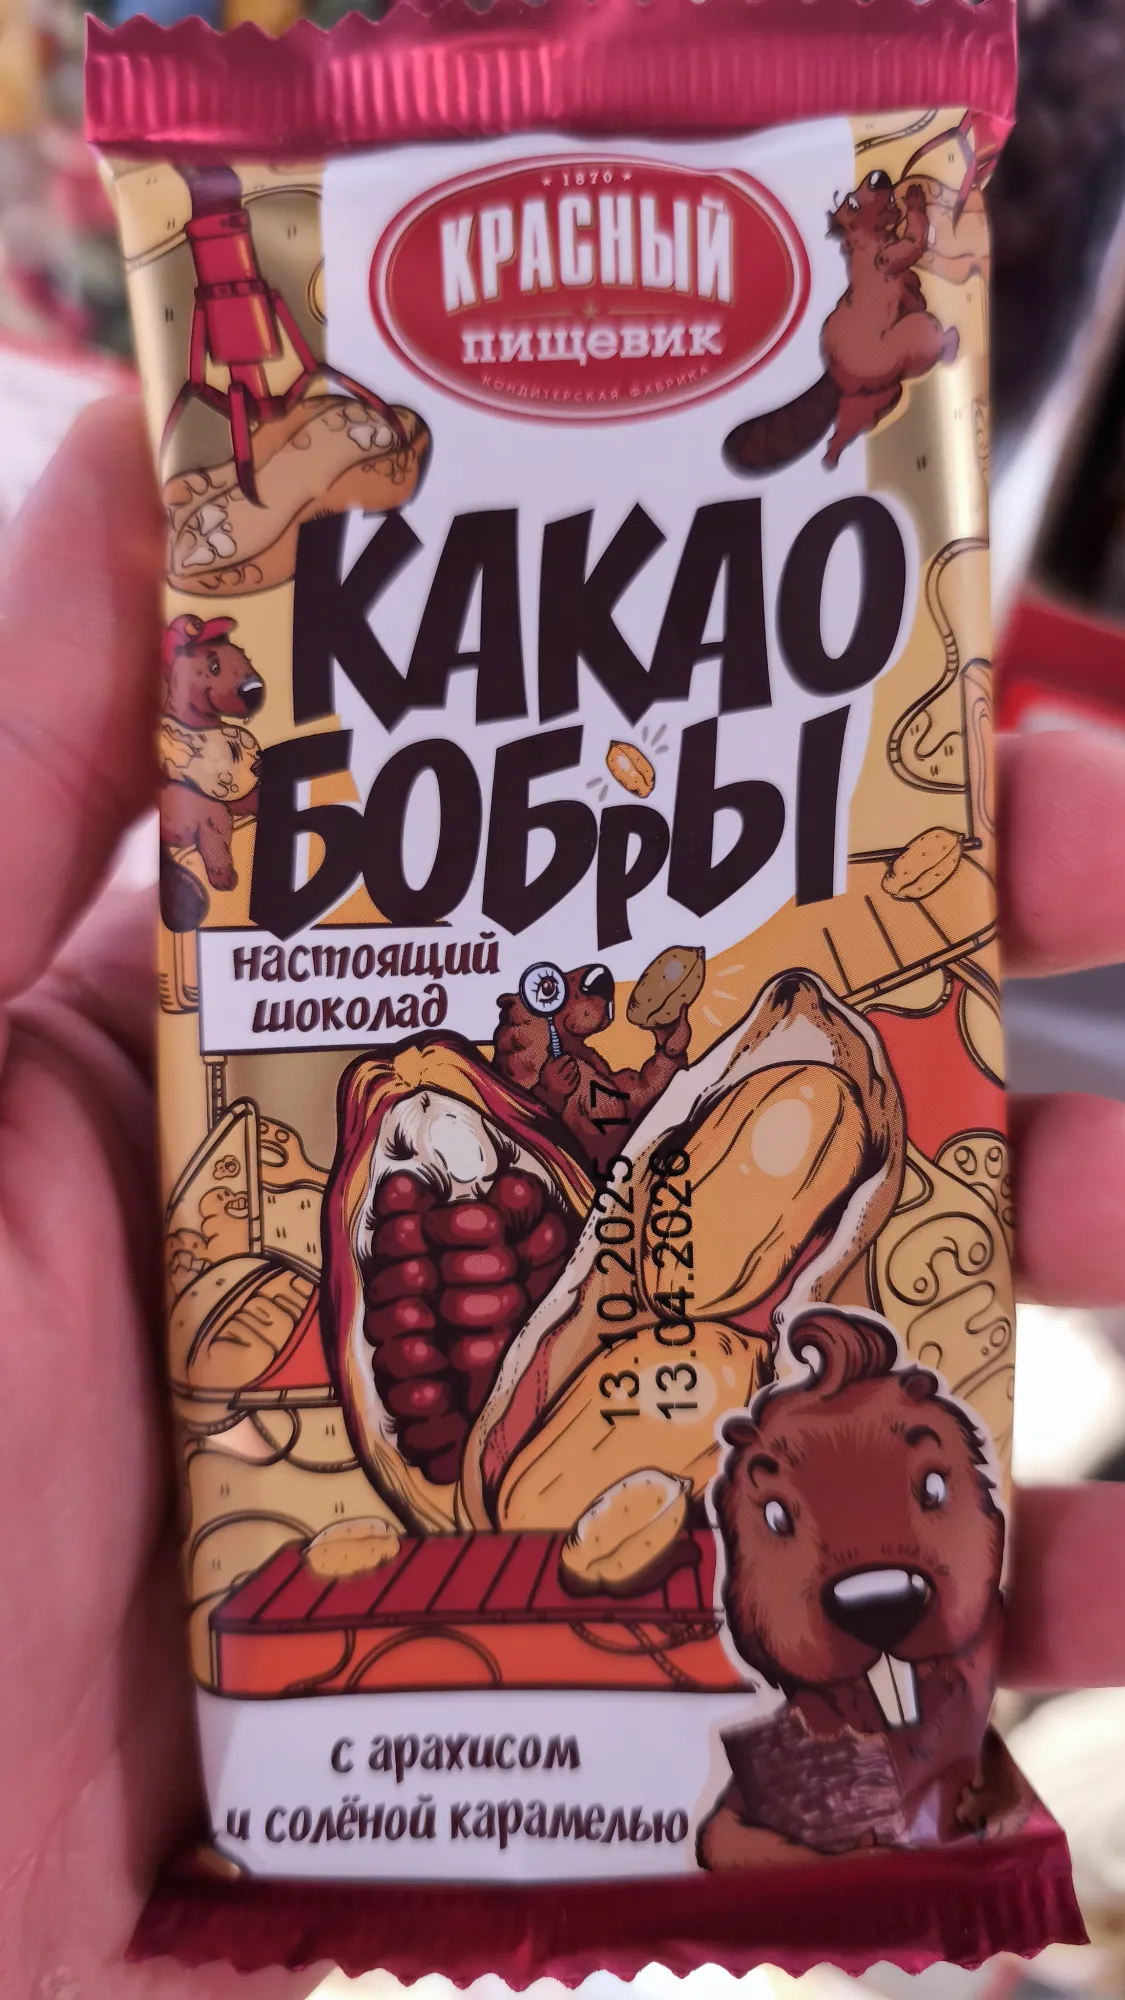 ★ 1870 ★
КРАСНЫЙ
пищевик
КОНДИТЕРСКАЯ ФАБРИКА
КАКАО
БОБрЫ
настоящий
шоколад
13.10.2025 17
13.04.2026
с арахисом
и солёной карамелью